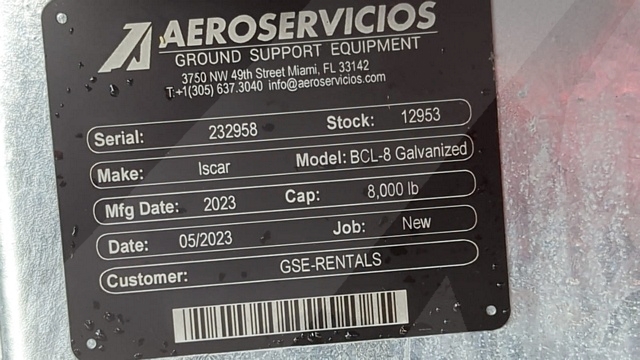 AEROSERVICIOS
GROUND SUPPORT EQUIPMENT
3750 NW 49th Street Miami, FL 33142
T:+1(305) 637.3040 info@aeroservicios.com
Serial: 232958 Stock: 12953
Make: Iscar Model: BCL-8 Galvanized
Mfg Date: 2023 Cap: 8,000 lb
Date: 05/2023 Job: New
Customer: GSE-RENTALS